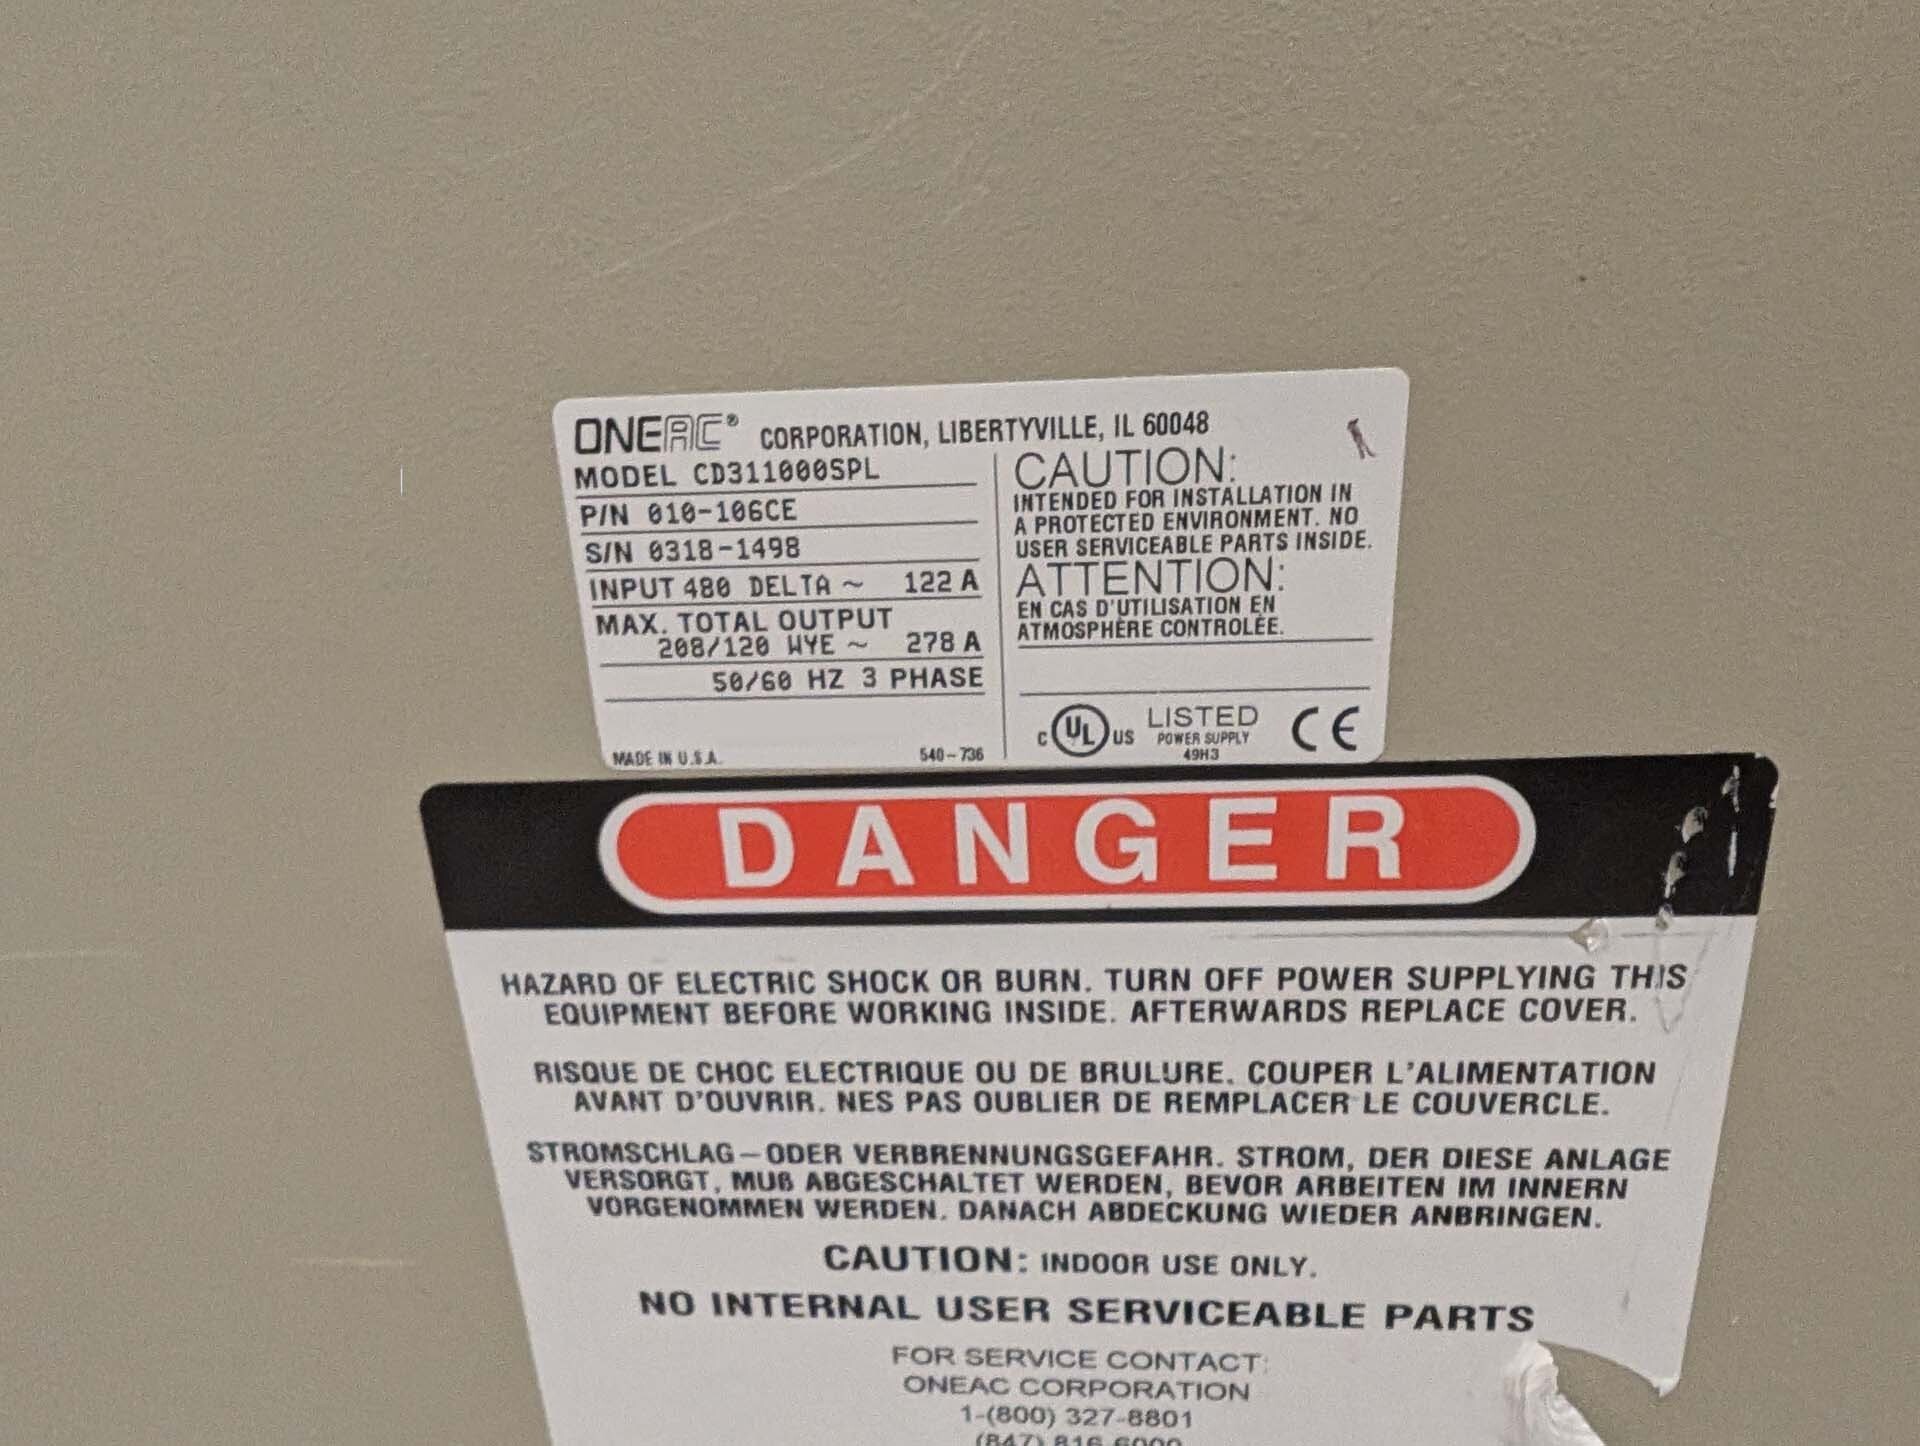 ONEAC® CORPORATION, LIBERTYVILLE, IL 60048
MODEL CD311000SPL
P/N 010-106CE
S/N 0318-1498
INPUT 480 DELTA ~ 122 A
MAX. TOTAL OUTPUT
208/120 WYE ~ 278 A
50/60 HZ 3 PHASE
MADE IN U.S.A.
540-736
CAUTION:
INTENDED FOR INSTALLATION IN
A PROTECTED ENVIRONMENT. NO
USER SERVICEABLE PARTS INSIDE.
ATTENTION:
EN CAS D'UTILISATION EN
ATMOSPHÈRE CONTROLÉE.
C UL US LISTED CE
POWER SUPPLY
49H3
DANGER
HAZARD OF ELECTRIC SHOCK OR BURN. TURN OFF POWER SUPPLYING THIS
EQUIPMENT BEFORE WORKING INSIDE. AFTERWARDS REPLACE COVER.
RISQUE DE CHOC ELECTRIQUE OU DE BRULURE. COUPER L'ALIMENTATION
AVANT D'OUVRIR. NES PAS OUBLIER DE REMPLACER LE COUVERCLE.
STROMSCHLAG-ODER VERBRENNUNGSGEFAHR. STROM, DER DIESE ANLAGE
VERSORGT, MUß ABGESCHALTET WERDEN, BEVOR ARBEITEN IM INNERN
VORGENOMMEN WERDEN. DANACH ABDECKUNG WIEDER ANBRINGEN.
CAUTION: INDOOR USE ONLY.
NO INTERNAL USER SERVICEABLE PARTS
FOR SERVICE CONTACT:
ONEAC CORPORATION
1-(800) 327-8801
(847) 816-6000